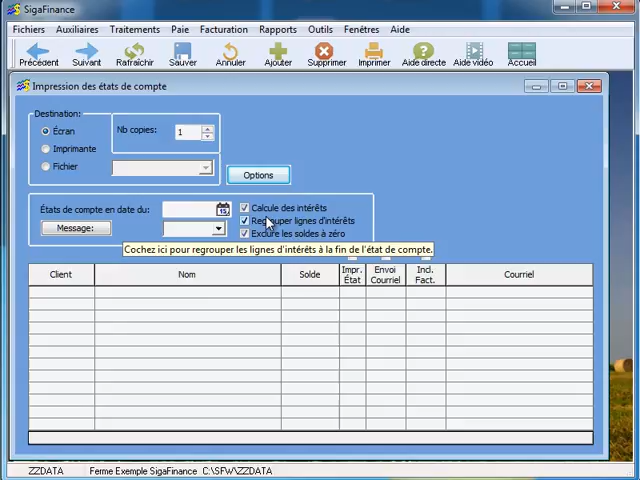 SigaFinance
Fichiers Auxiliaires Traitements Paie Facturation Rapports Outils Fenêtres Aide
Précédent Suivant Rafraîchir Sauver Annuler Ajouter Supprimer Imprimer Aide directe Aide vidéo Accueil
Impression des états de compte
Destination:
Écran
Nb copies: 1
Imprimante
Fichier
Options
États de compte en date du: 15 Calcule des intérêts
Regrouper lignes d'intérêts
Message: Exclure les soldes à zéro
Cochez ici pour regrouper les lignes d'intérêts à la fin de l'état de compte.
Client Nom Solde Impr. État Envoi Courriel Ind. Fact. Courriel
ZZDATA Ferme Exemple SigaFinance C:\SFW\ZZDATA